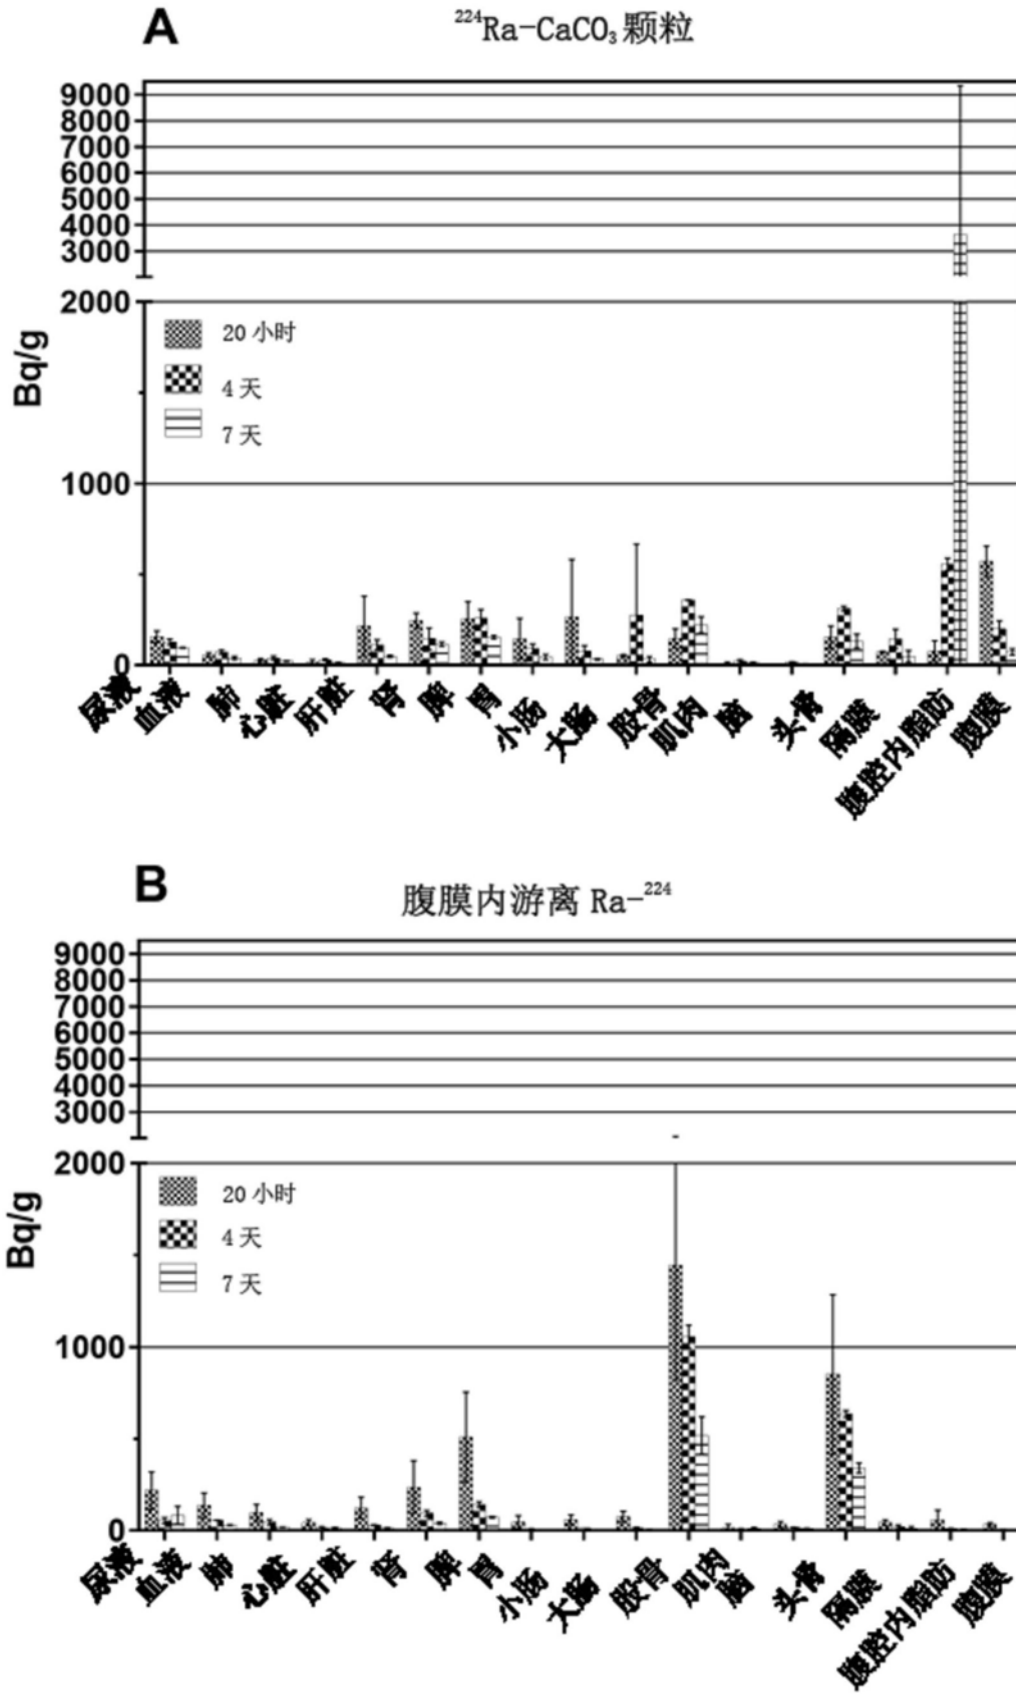 A
²²⁴Ra-CaCO₃颗粒
9000
8000
7000
6000
5000
4000
3000
2000
1000
0
Bq/g
20 小时
4 天
7 天
尿液 血液 肺 心脏 肝脏 肾 脾 胃 小肠 大肠 股骨 肌肉 脑 头骨 隔膜 腹腔内脂肪 腹膜
B
腹膜内游离 Ra-²²⁴
9000
8000
7000
6000
5000
4000
3000
2000
1000
0
Bq/g
20 小时
4 天
7 天
尿液 血液 肺 心脏 肝脏 肾 脾 胃 小肠 大肠 股骨 肌肉 脑 头骨 隔膜 腹腔内脂肪 腹膜